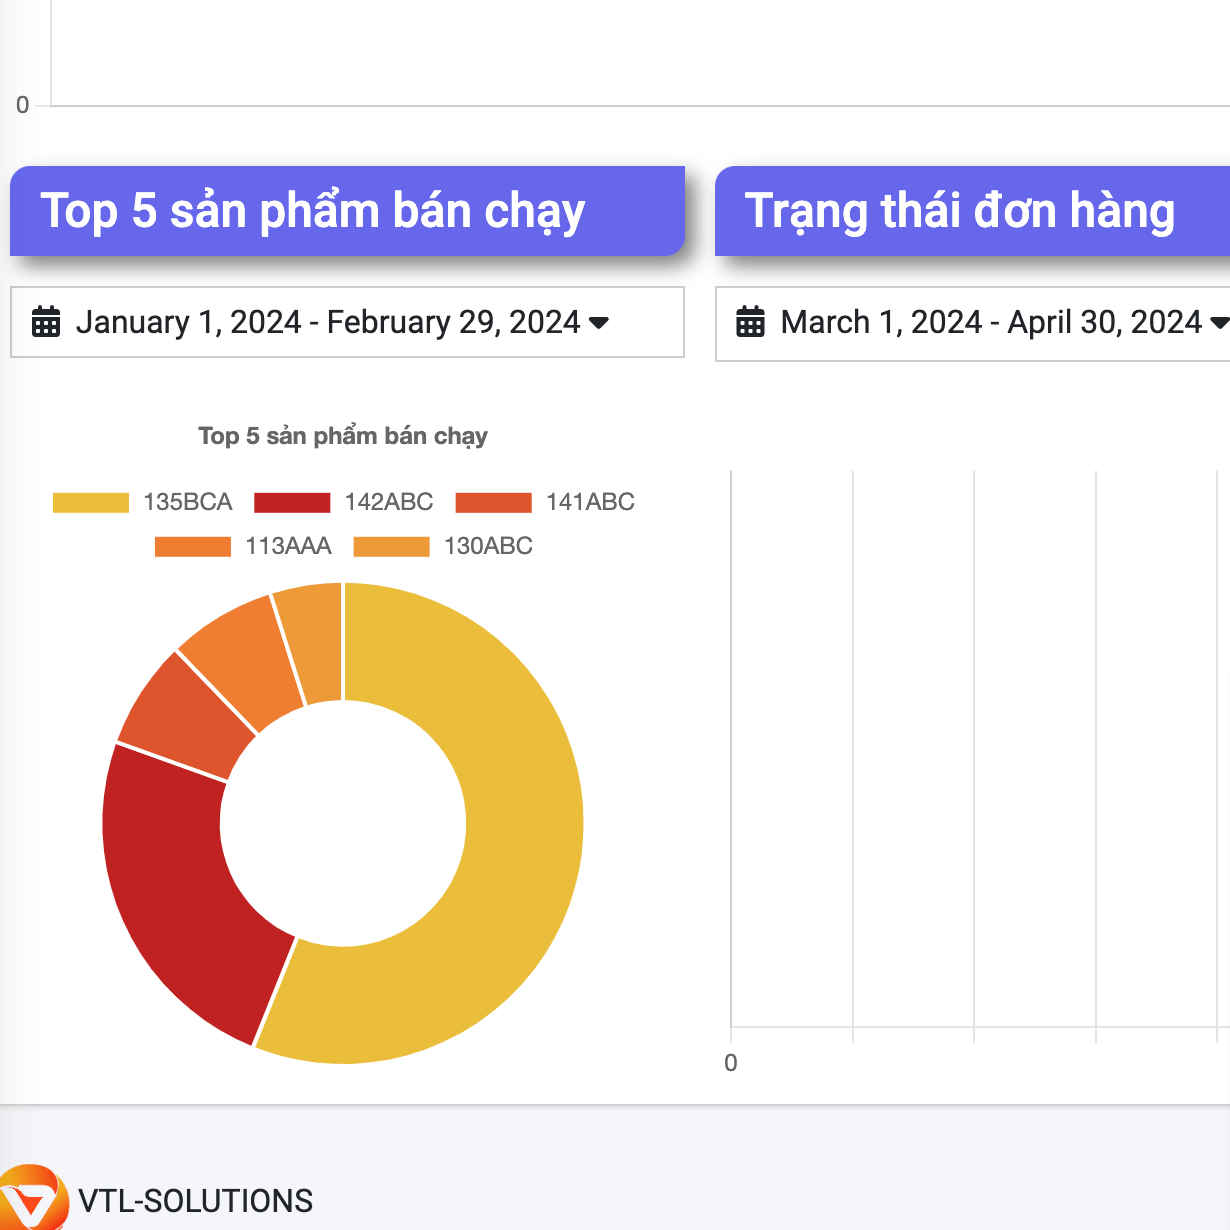 0
Top 5 sản phẩm bán chạy
Trạng thái đơn hàng
January 1, 2024 - February 29, 2024
March 1, 2024 - April 30, 2024
Top 5 sản phẩm bán chạy
135BCA 142ABC 141ABC
113AAA 130ABC
0
VTL-SOLUTIONS